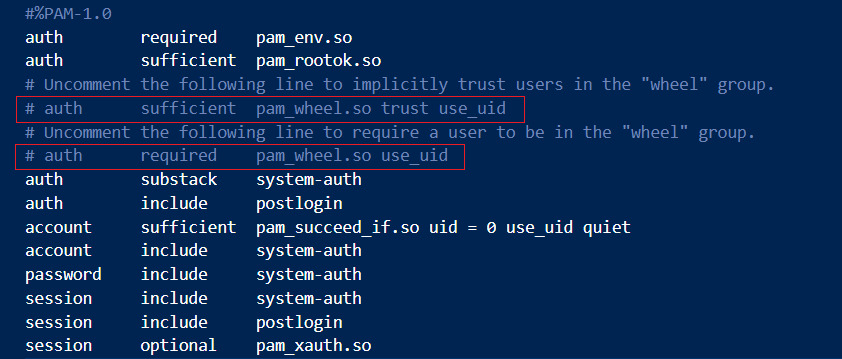 #%PAM-1.0
auth required pam_env.so
auth sufficient pam_rootok.so
# Uncomment the following line to implicitly trust users in the "wheel" group.
# auth sufficient pam_wheel.so trust use_uid
# Uncomment the following line to require a user to be in the "wheel" group.
# auth required pam_wheel.so use_uid
auth substack system-auth
auth include postlogin
account sufficient pam_succeed_if.so uid = 0 use_uid quiet
account include system-auth
password include system-auth
session include system-auth
session include postlogin
session optional pam_xauth.so